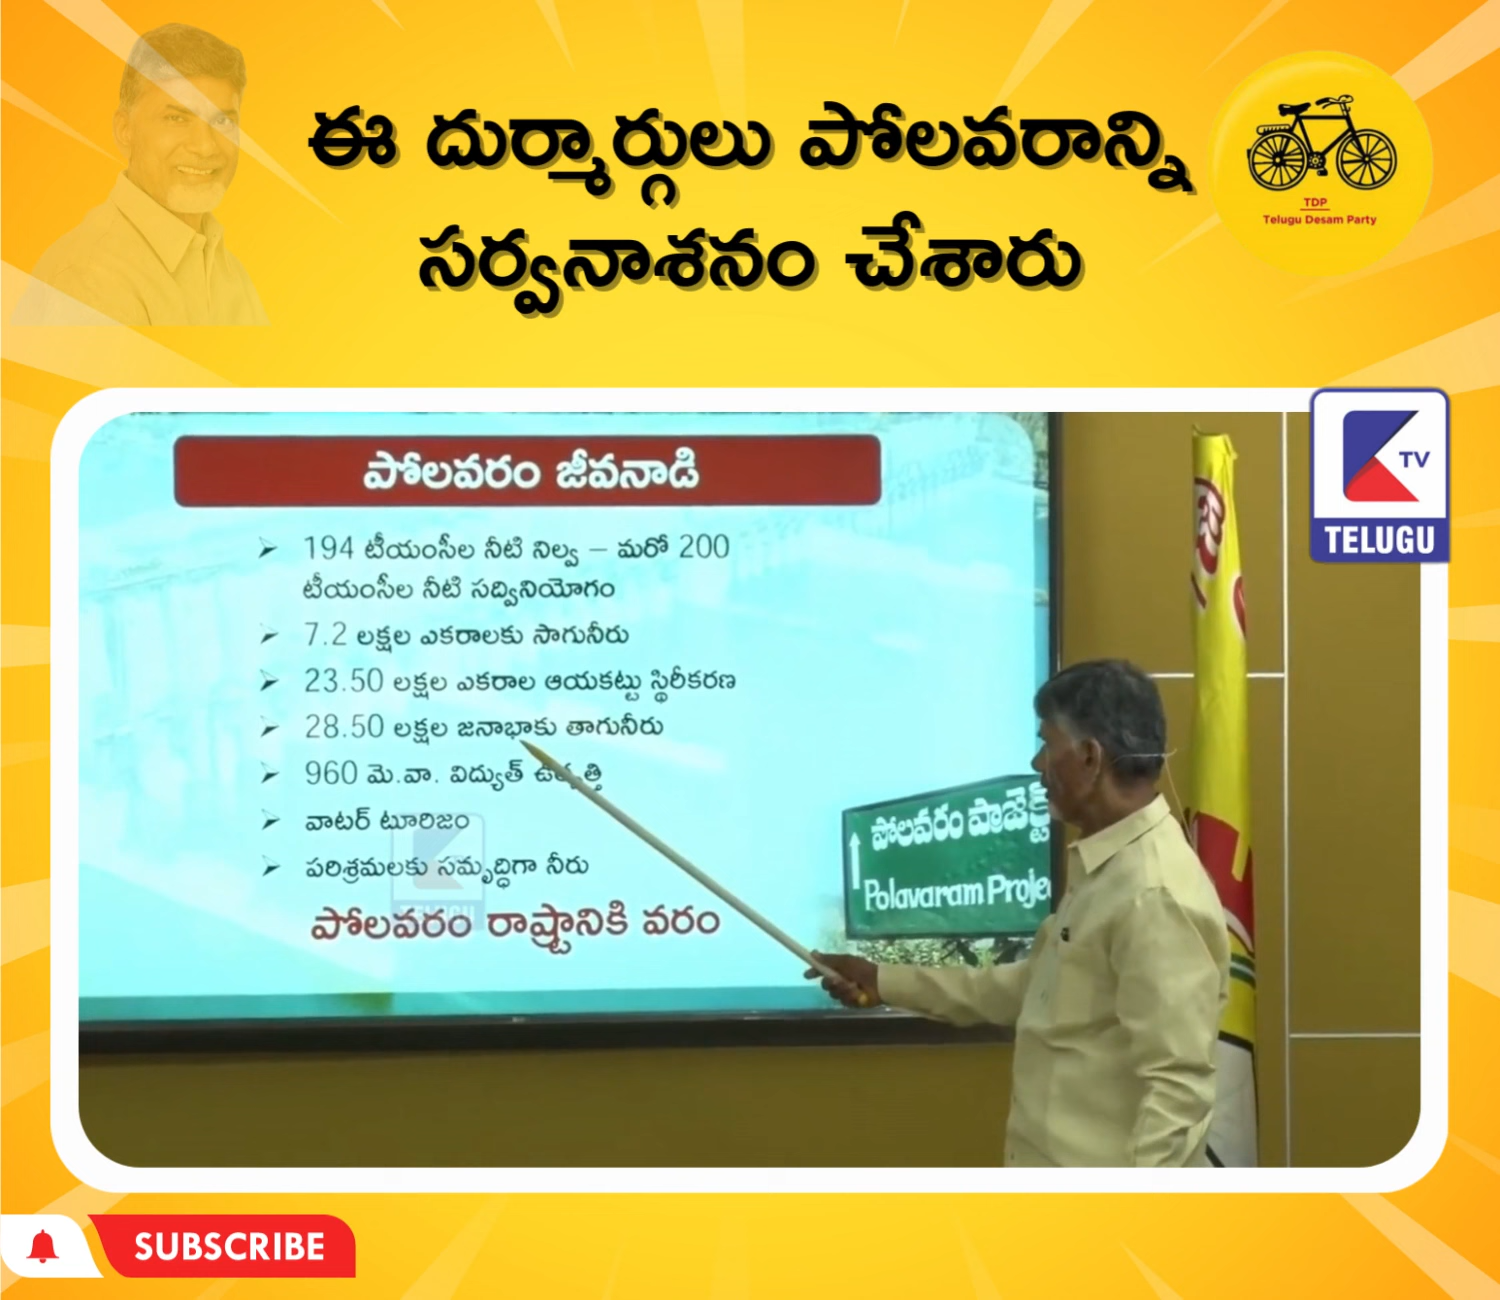 ఈ దుర్మార్గులు పోలవరాన్ని
సర్వనాశనం చేశారు
TDP
Telugu Desam Party
TV
TELUGU
పోలవరం జీవనాడి
194 టీయంసీల నీటి నిల్వ – మరో 200
టీయంసీల నీటి సద్వినియోగం
7.2 లక్షల ఎకరాలకు సాగునీరు
23.50 లక్షల ఎకరాల ఆయకట్టు స్థిరీకరణ
28.50 లక్షల జనాభాకు తాగునీరు
960 మె.వా. విద్యుత్
వాటర్ టూరిజం
పరిశ్రమలకు సమృద్ధిగా నీరు
పోలవరం రాష్ట్రానికి వరం
పోలవరం ప్రాజెక్ట్
Polavaram Projec
SUBSCRIBE